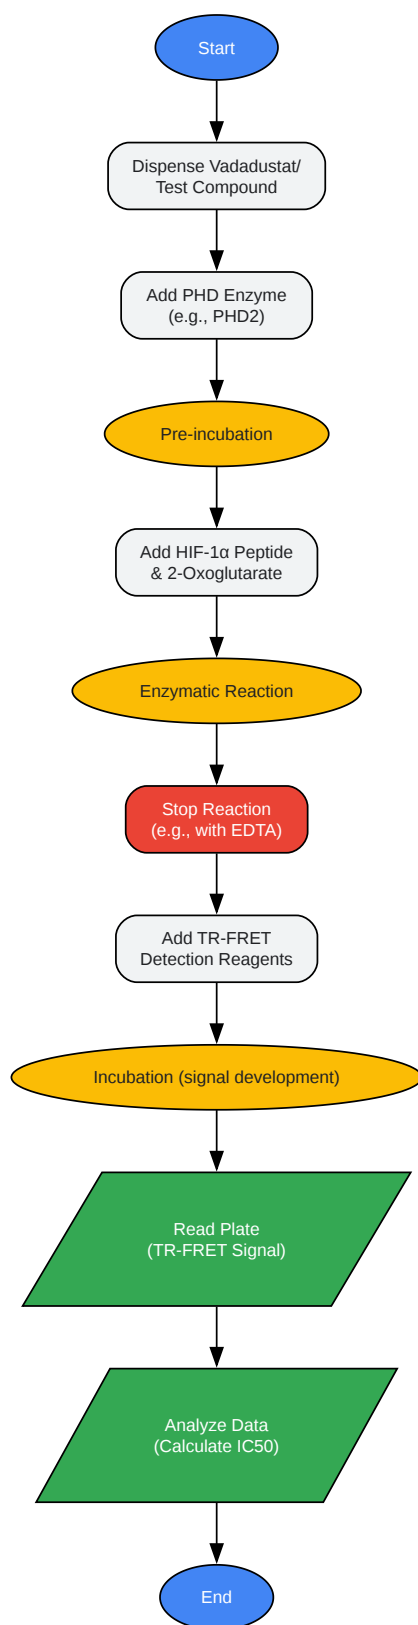 Start
Dispense Vadadustat/
Test Compound
Add PHD Enzyme
(e.g., PHD2)
Pre-incubation
Add HIF-1α Peptide
& 2-Oxoglutarate
Enzymatic Reaction
Stop Reaction
(e.g., with EDTA)
Add TR-FRET
Detection Reagents
Incubation (signal development)
Read Plate
(TR-FRET Signal)
Analyze Data
(Calculate IC50)
End